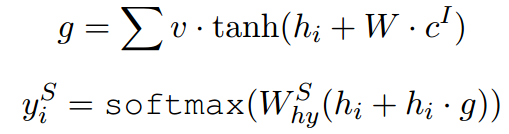 g = ∑ v · tanh(h_i + W · c^I)
y_i^S = softmax(W_{hy}^S(h_i + h_i · g))